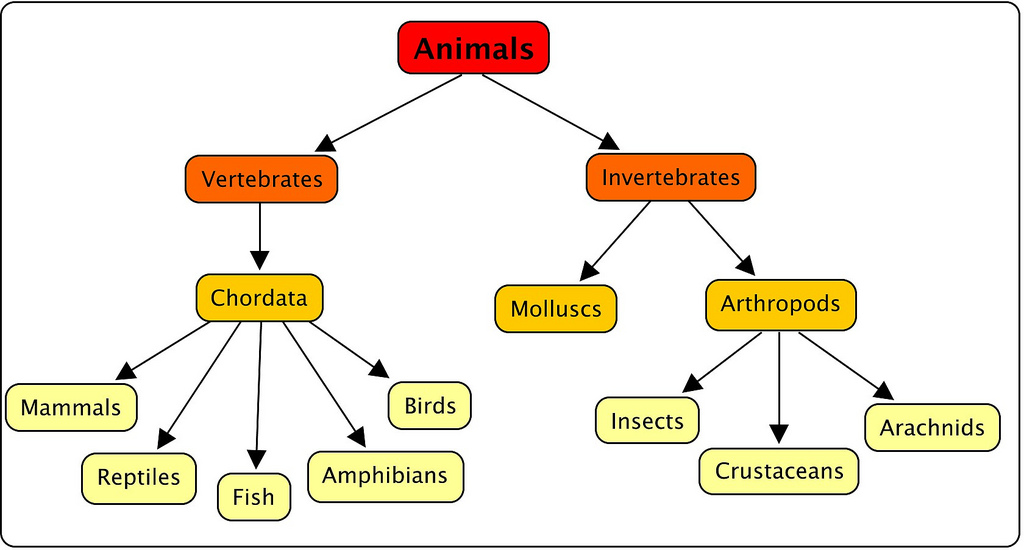 Animals
Vertebrates
Invertebrates
Chordata
Molluscs
Arthropods
Mammals
Reptiles
Fish
Amphibians
Birds
Insects
Crustaceans
Arachnids